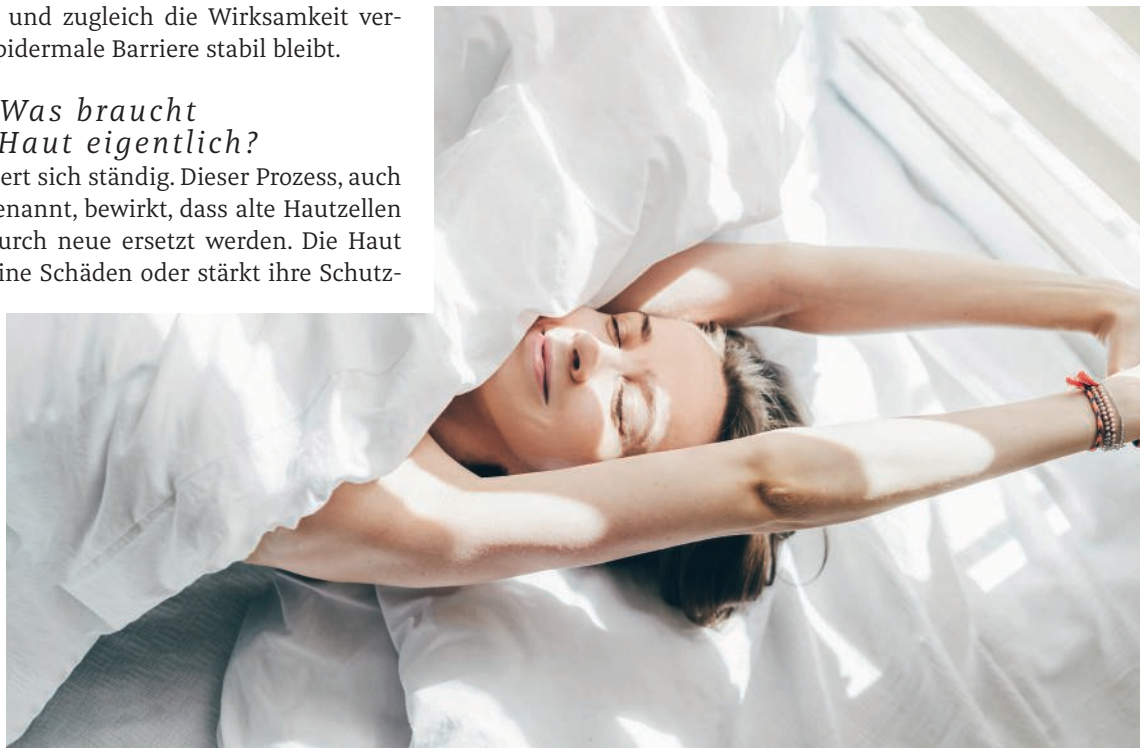 und zugleich die Wirksamkeit ver-
pidermale Barriere stabil bleibt.
Was braucht
Haut eigentlich?
ert sich ständig. Dieser Prozess, auch
enannt, bewirkt, dass alte Hautzellen
urch neue ersetzt werden. Die Haut
ine Schäden oder stärkt ihre Schutz-